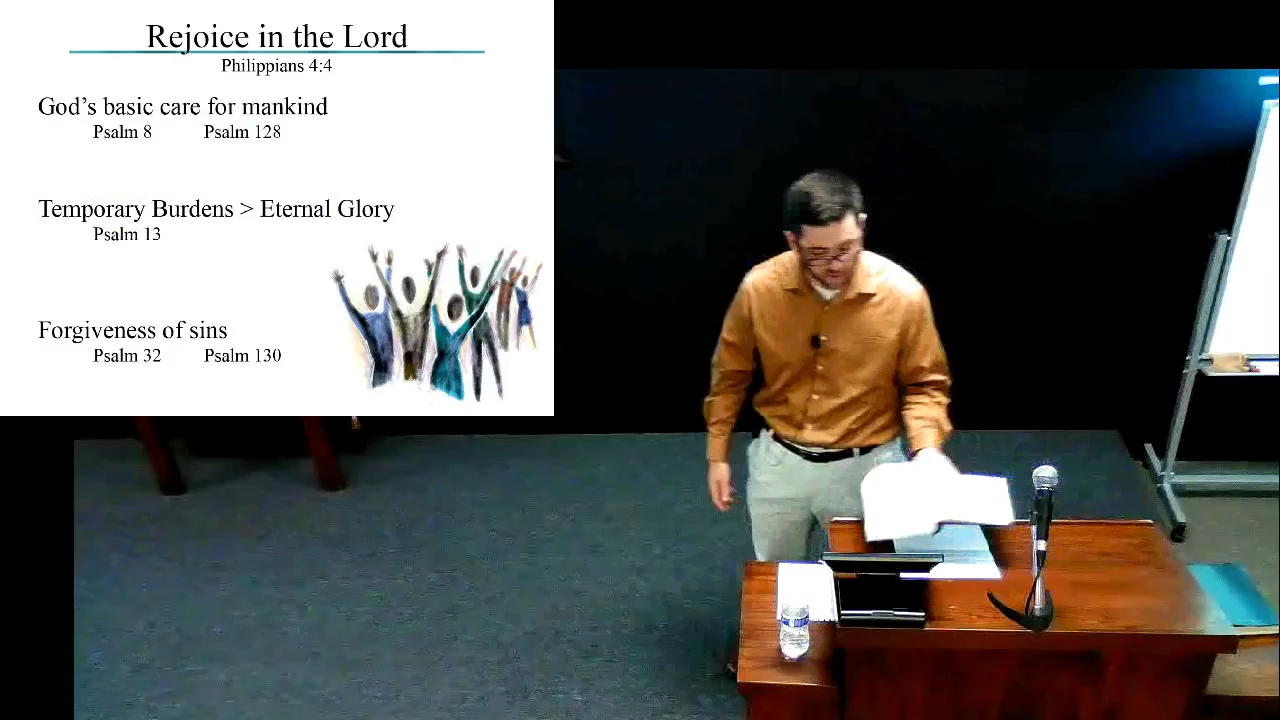 Rejoice in the Lord
Philippians 4:4
God's basic care for mankind
Psalm 8 Psalm 128
Temporary Burdens > Eternal Glory
Psalm 13
Forgiveness of sins
Psalm 32 Psalm 130